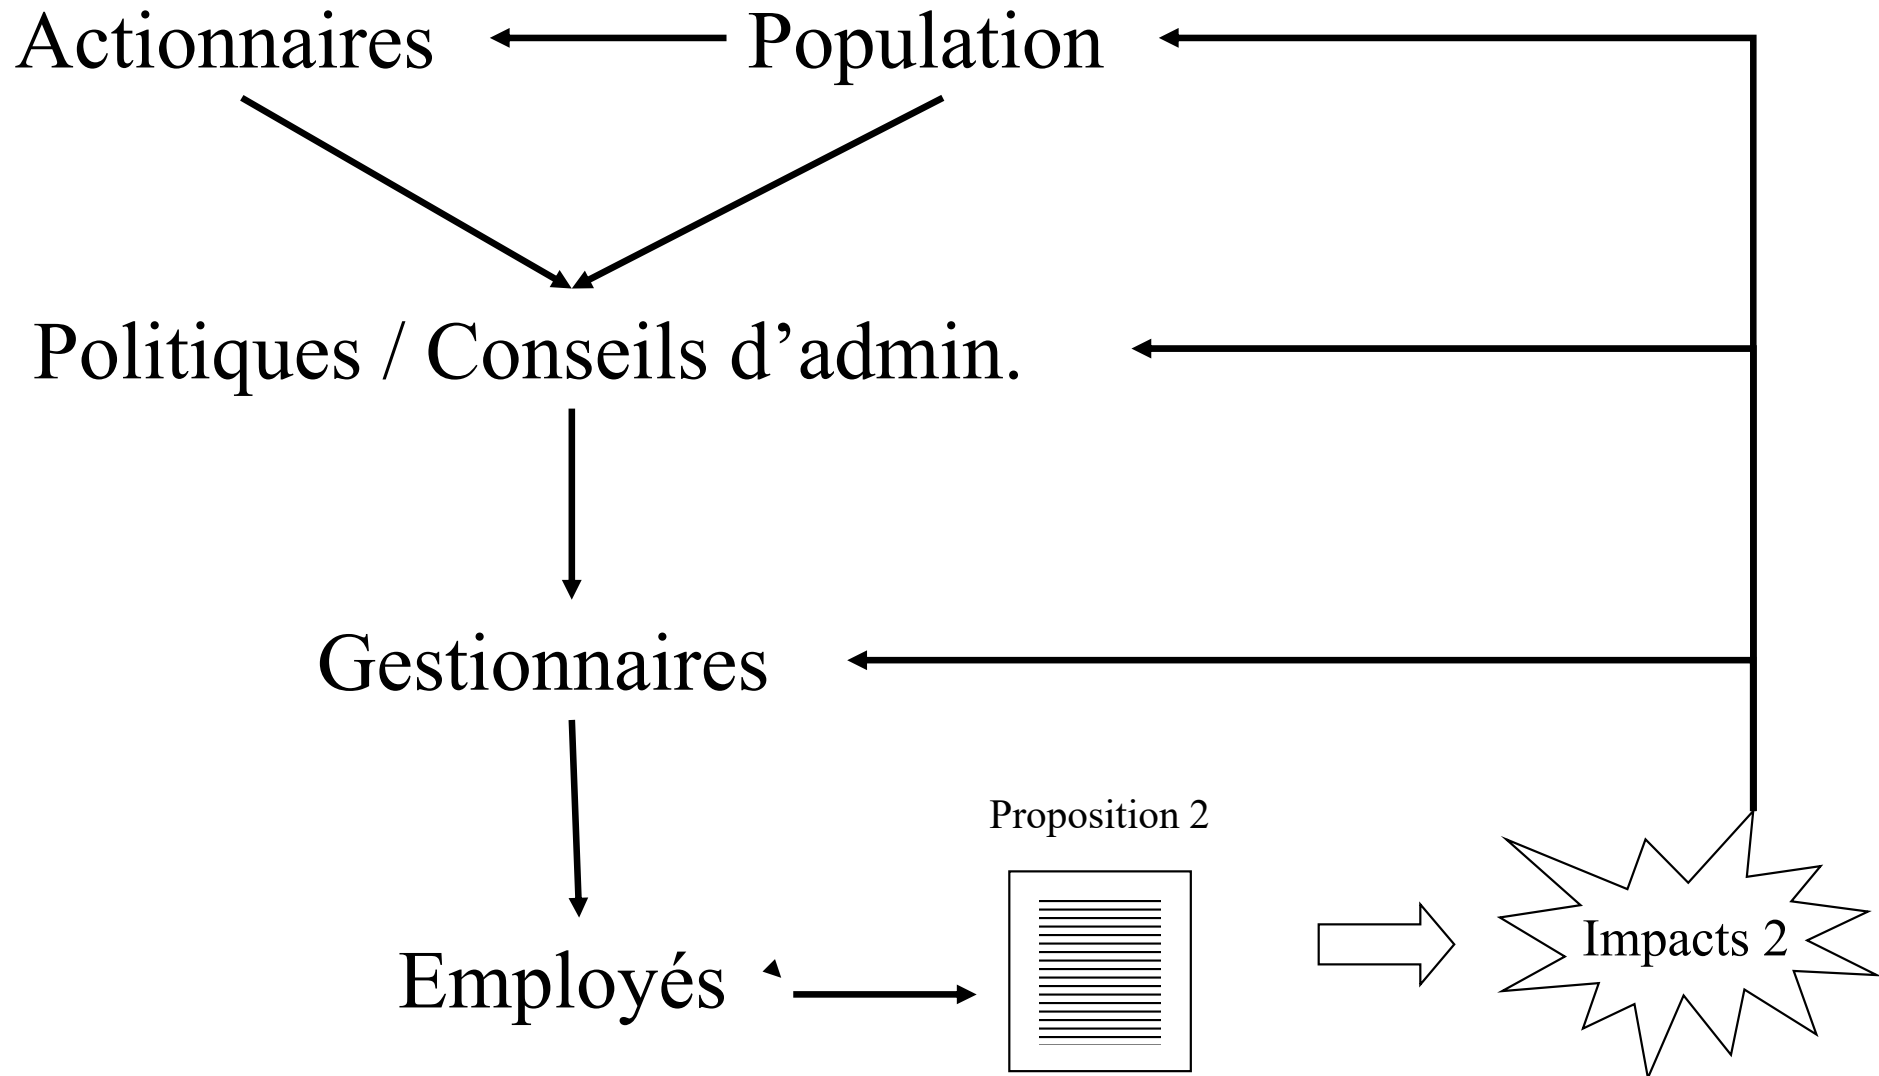 Actionnaires
Population
Politiques / Conseils d’admin.
Gestionnaires
Proposition 2
Impacts 2
Employés